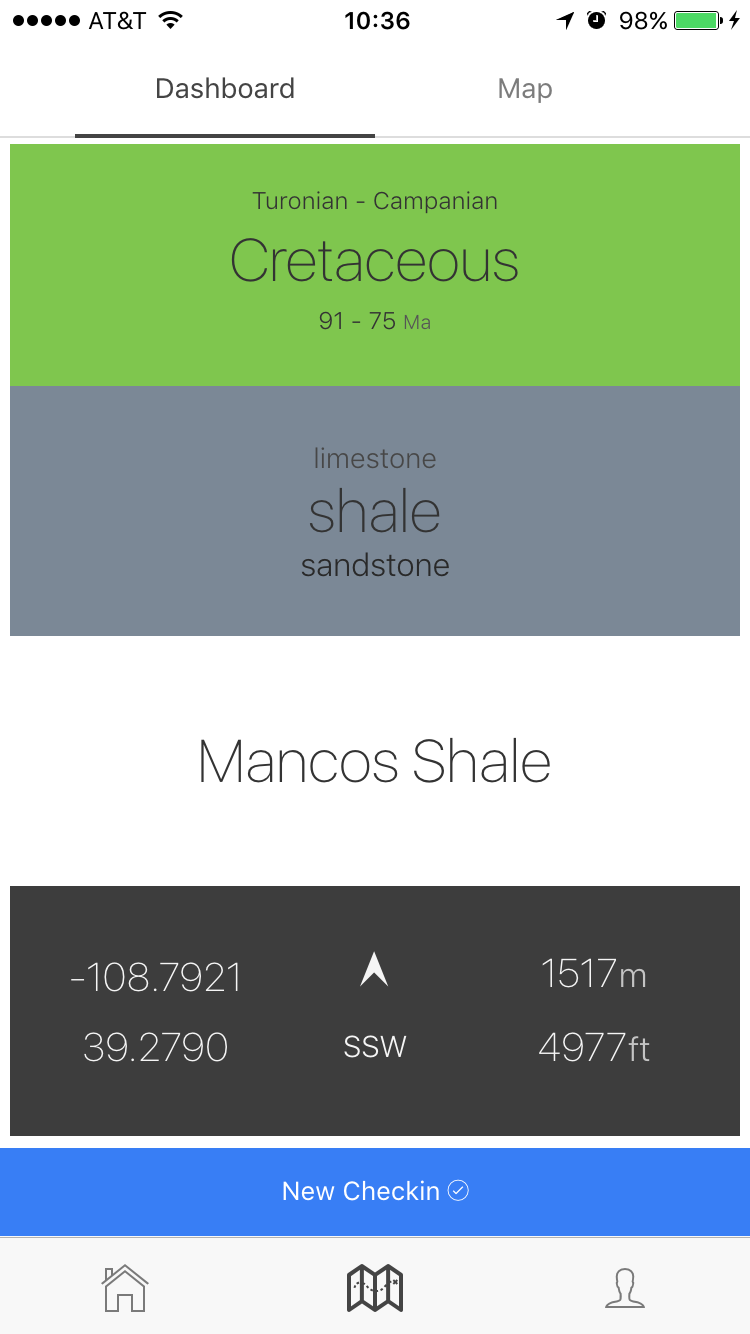 AT&T 10:36 98%
Dashboard Map
Turonian - Campanian
Cretaceous
91 - 75 Ma
limestone
shale
sandstone
Mancos Shale
-108.7921 1517m
39.2790 SSW 4977ft
New Checkin